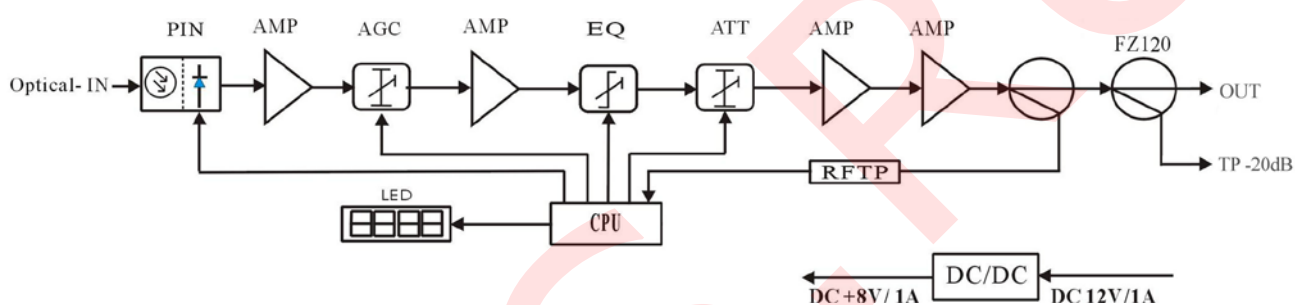 PIN AMP AGC AMP EQ ATT AMP AMP FZ120
Optical- IN
OUT
RFTP
TP -20dB
LED
CPU
DC/DC
DC +8V/ 1A
DC 12V/1A